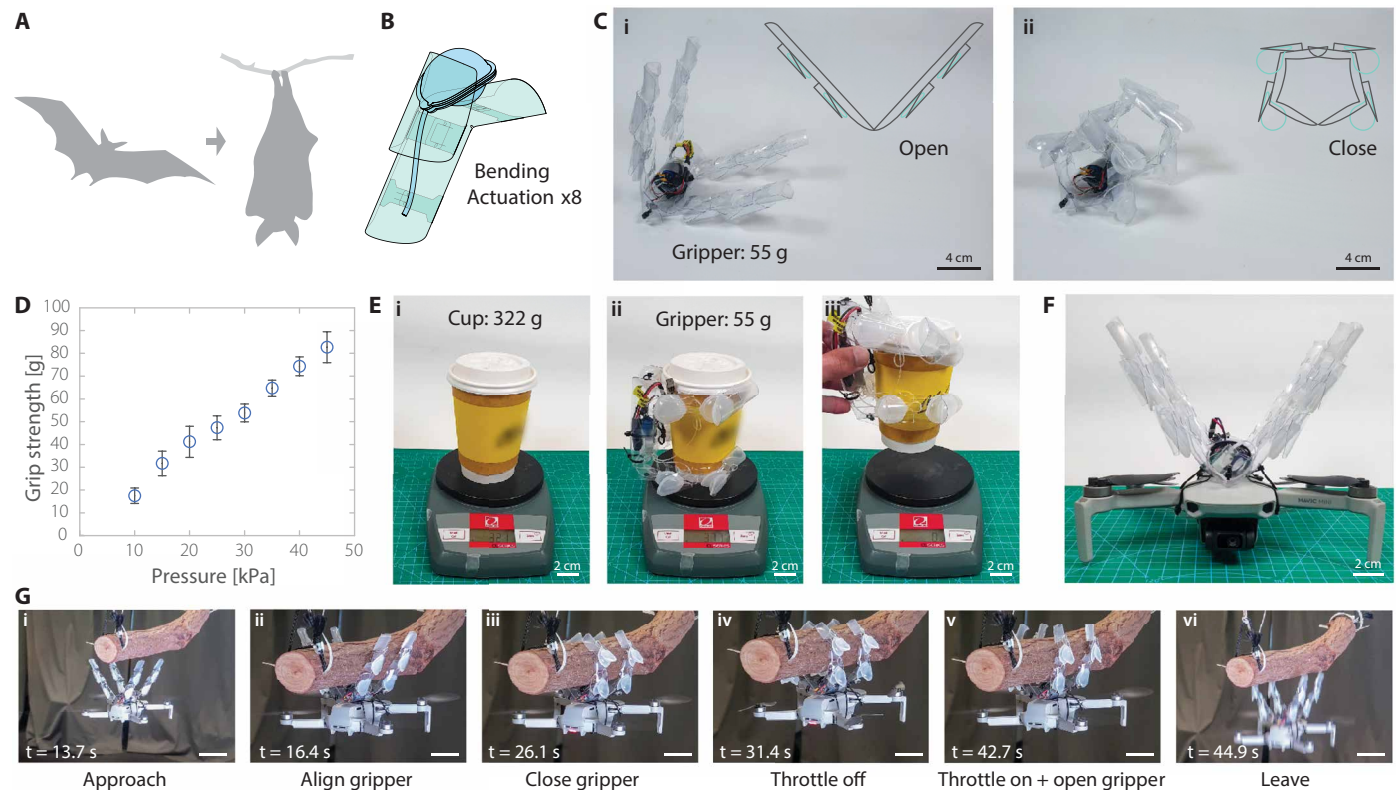 A
B
Bending
Actuation x8
C
i
Open
Gripper: 55 g
4 cm
ii
Close
4 cm
D
100
90
80
70
60
50
40
30
20
10
0
0
10
20
30
40
50
Grip strength [g]
Pressure [kPa]
E
i
Cup: 322 g
2 cm
ii
Gripper: 55 g
2 cm
iii
2 cm
F
MAVIC MINI
2 cm
G
i
t = 13.7 s
Approach
ii
t = 16.4 s
Align gripper
iii
t = 26.1 s
Close gripper
iv
t = 31.4 s
Throttle off
v
t = 42.7 s
Throttle on + open gripper
vi
t = 44.9 s
Leave